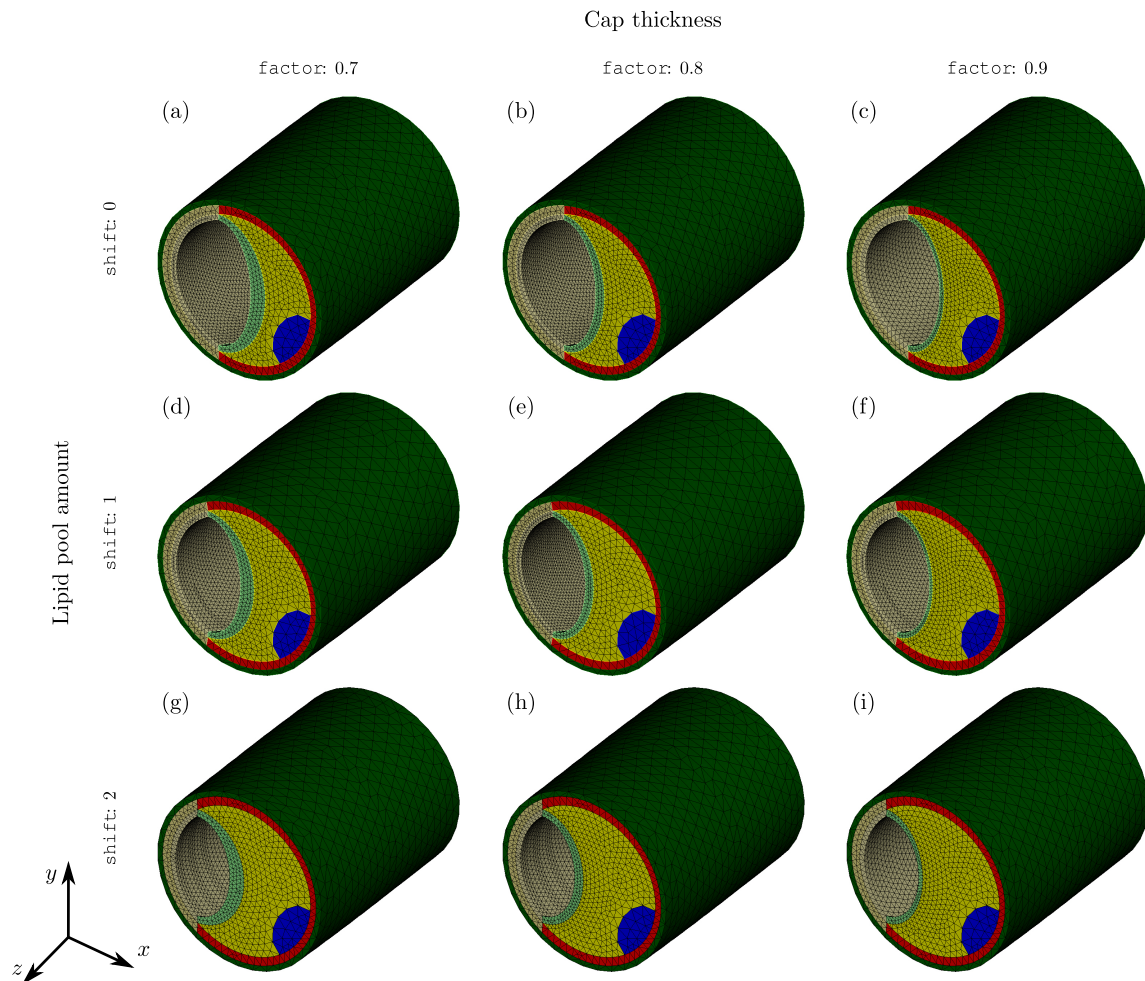 Cap thickness
factor: 0.7
factor: 0.8
factor: 0.9
(a)
(b)
(c)
shift: 0
(d)
(e)
(f)
Lipid pool amount
shift: 1
(g)
(h)
(i)
shift: 2
y
x
z